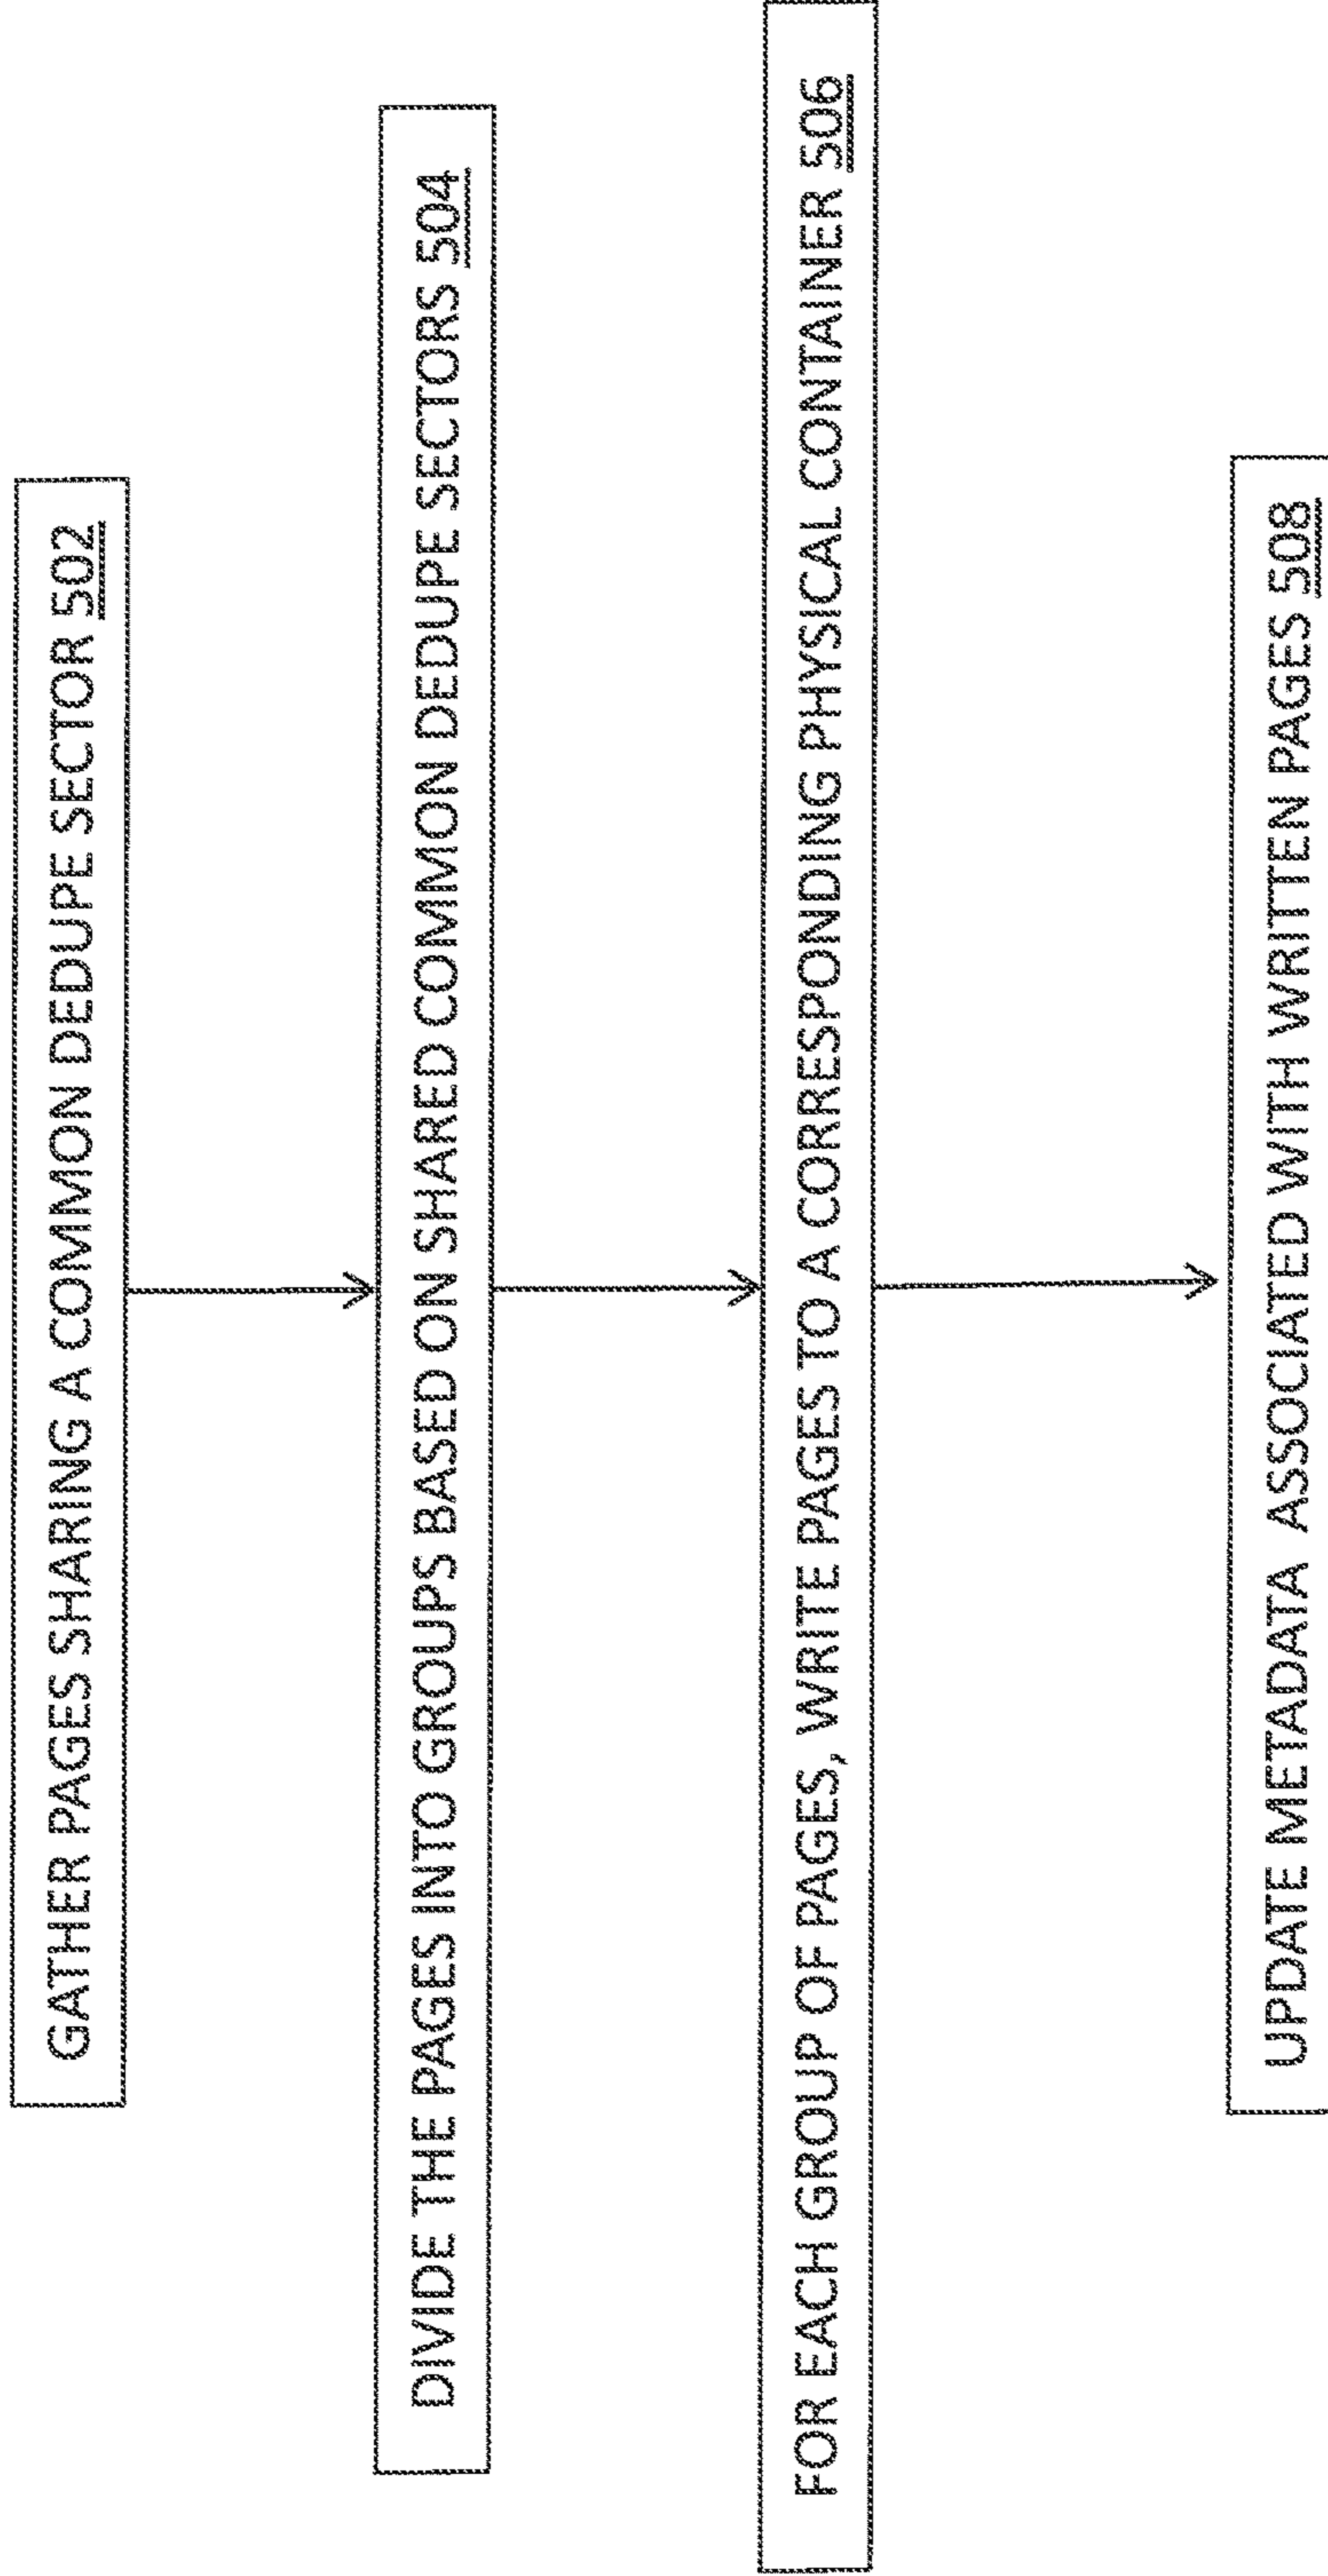 GATHER PAGES SHARING A COMMON DEDUPE SECTOR 502
DIVIDE THE PAGES INTO GROUPS BASED ON SHARED COMMON DEDUPE SECTORS 504
FOR EACH GROUP OF PAGES, WRITE PAGES TO A CORRESPONDING PHYSICAL CONTAINER 506
UPDATE METADATA ASSOCIATED WITH WRITTEN PAGES 508